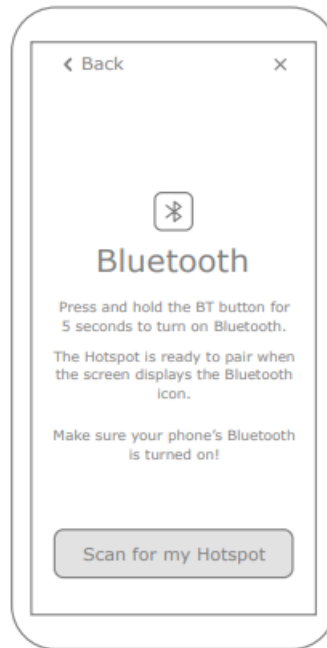 Back
Bluetooth
Press and hold the BT button for
5 seconds to turn on Bluetooth.
The Hotspot is ready to pair when
the screen displays the Bluetooth
icon.
Make sure your phone's Bluetooth
is turned on!
Scan for my Hotspot